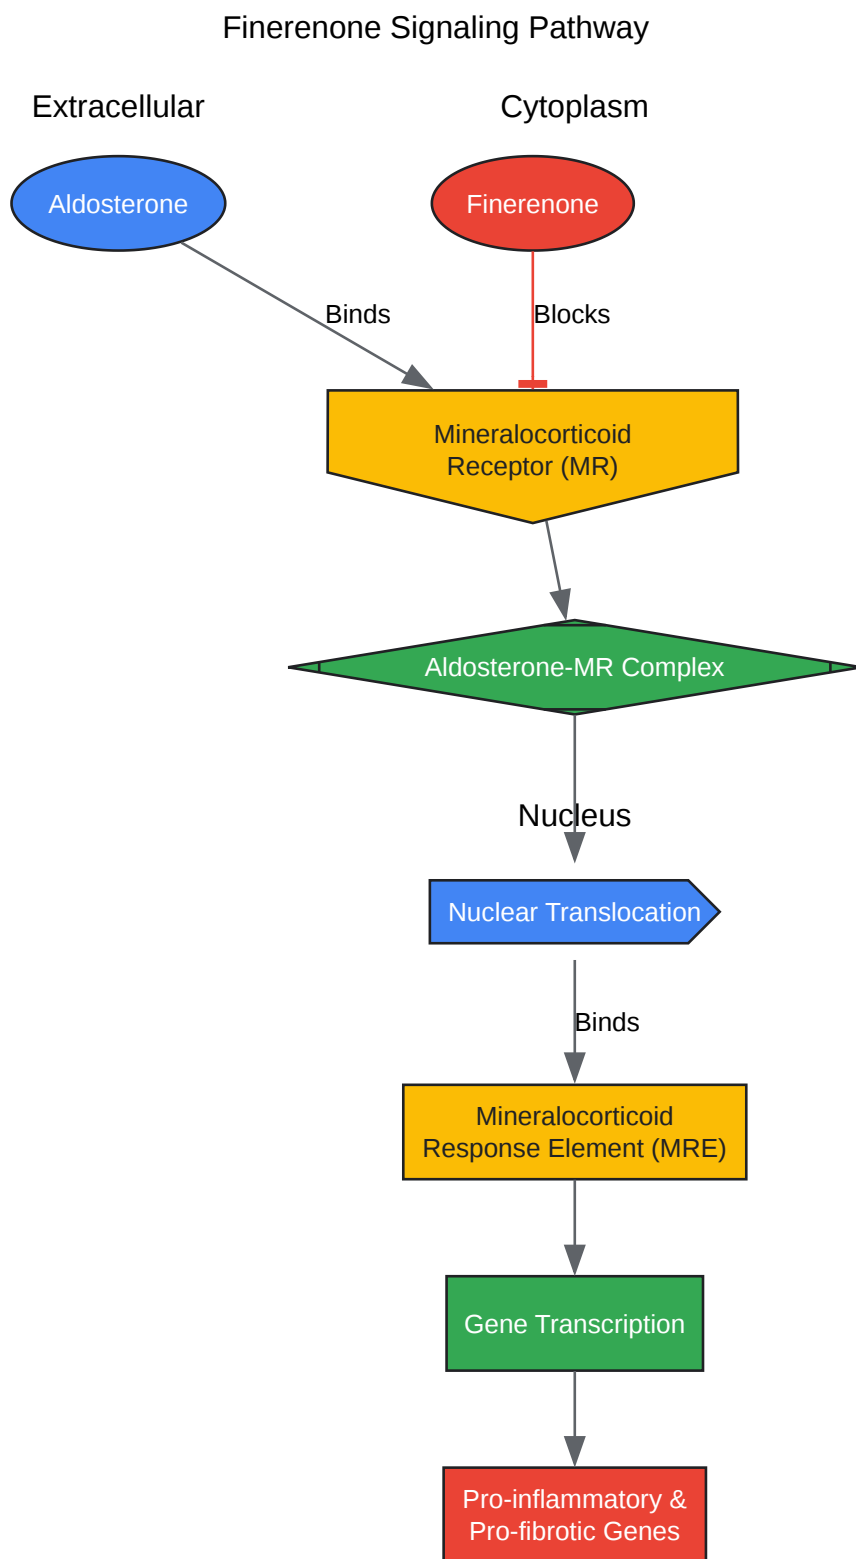 Finerenone Signaling Pathway
Extracellular
Cytoplasm
Aldosterone
Finerenone
Binds
Blocks
Mineralocorticoid
Receptor (MR)
Aldosterone-MR Complex
Nucleus
Nuclear Translocation
Binds
Mineralocorticoid
Response Element (MRE)
Gene Transcription
Pro-inflammatory &
Pro-fibrotic Genes